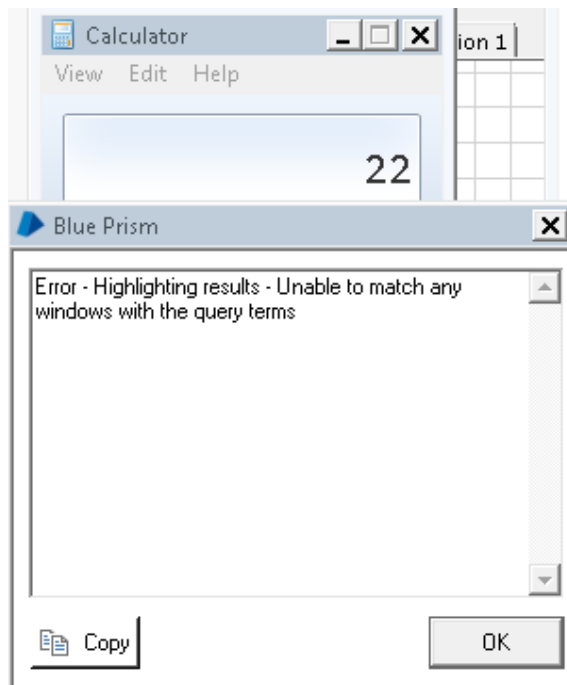 Calculator
ion 1
View Edit Help
22
Blue Prism
Error - Highlighting results - Unable to match any
windows with the query terms
Copy
OK